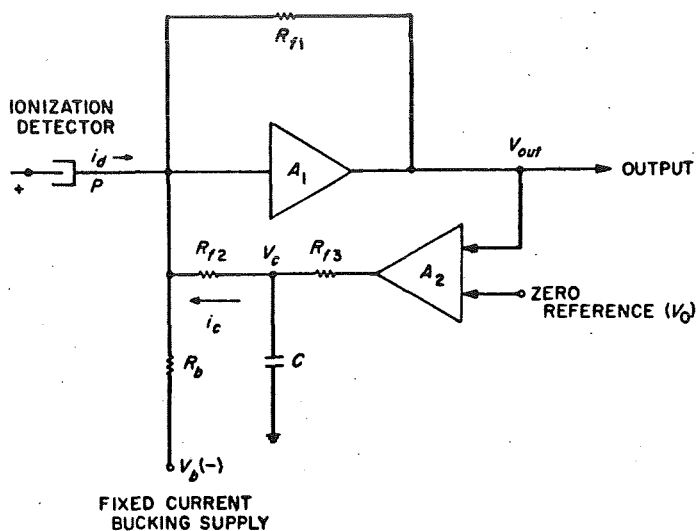 R_f1
IONIZATION
DETECTOR
i_d →
+
P
A_1
V_out
OUTPUT
R_f2
V_c
R_f3
A_2
ZERO
REFERENCE (V_0)
i_c
R_b
C
V_b(-)
FIXED CURRENT
BUCKING SUPPLY